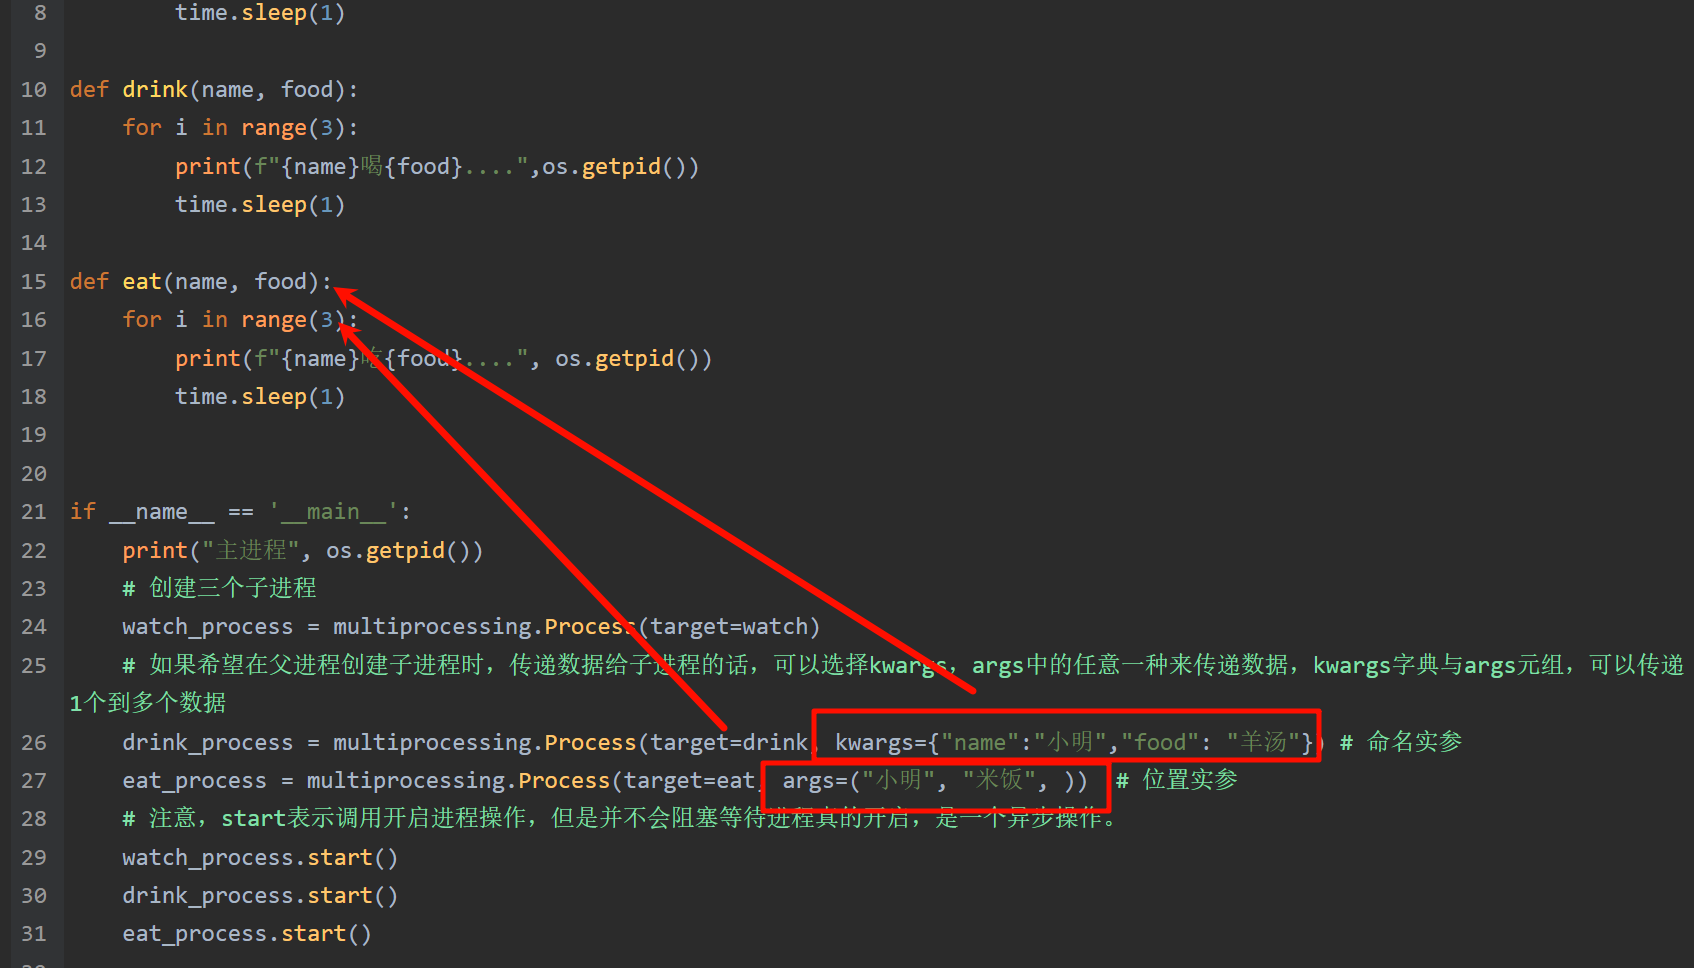 8 time.sleep(1)
9
10 def drink(name, food):
11 for i in range(3):
12 print(f"{name}喝{food}....",os.getpid())
13 time.sleep(1)
14
15 def eat(name, food):
16 for i in range(3):
17 print(f"{name}吃{food}....", os.getpid())
18 time.sleep(1)
19
20
21 if __name__ == '__main__':
22 print("主进程", os.getpid())
23 # 创建三个子进程
24 watch_process = multiprocessing.Process(target=watch)
25 # 如果希望在父进程创建子进程时，传递数据给子进程的话，可以选择kwargs，args中的任意一种来传递数据，kwargs字典与args元组，可以传递
1个到多个数据
26 drink_process = multiprocessing.Process(target=drink, kwargs={"name":"小明","food": "羊汤"}) # 命名实参
27 eat_process = multiprocessing.Process(target=eat, args=("小明", "米饭", )) # 位置实参
28 # 注意，start表示调用开启进程操作，但是并不会阻塞等待进程真的开启，是一个异步操作。
29 watch_process.start()
30 drink_process.start()
31 eat_process.start()